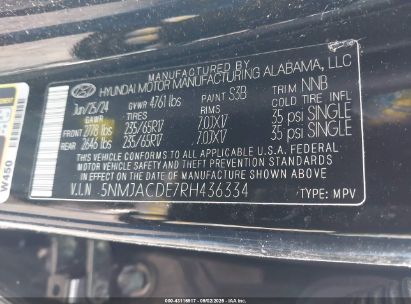 MANUFACTURED BY
HYUNDAI MOTOR MANUFACTURING ALABAMA, LLC
Jun/25/24 GVWR 4761 lbs PAINT S3B TRIM NNB
GAWR TIRES RIMS COLD TIRE INFL.
FRONT 2778 lbs 235/65R17 7.0JX17 35 PSI SINGLE
REAR 2646 lbs 235/65R17 7.0JX17 35 PSI SINGLE
THIS VEHICLE CONFORMS TO ALL APPLICABLE U.S.A. FEDERAL
MOTOR VEHICLE SAFETY AND THEFT PREVENTION STANDARDS
IN EFFECT ON THE DATE OF MANUFACTURE SHOWN ABOVE.
V.I.N 5NMJACDE7RH436334 TYPE: MPV
W450